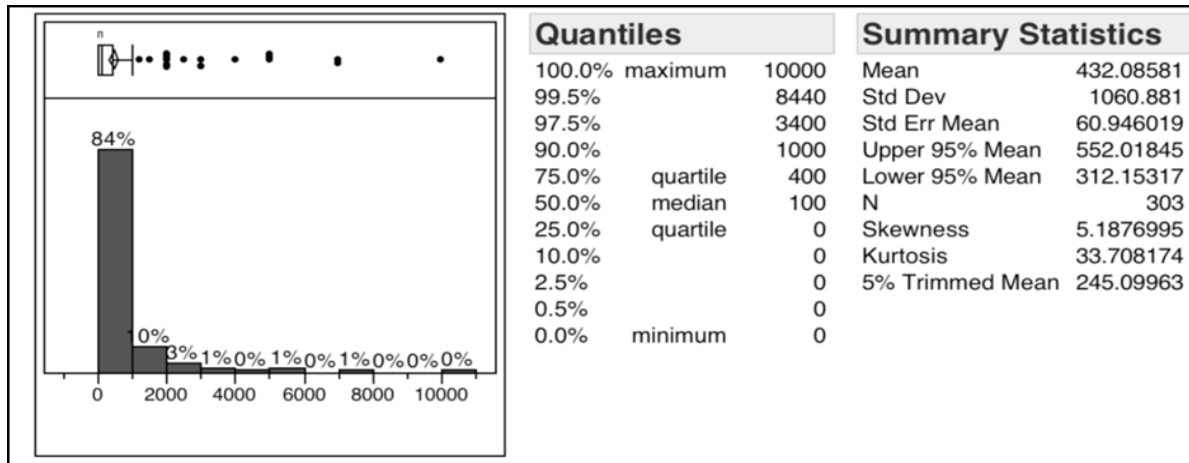 n
84%
10%
3%
1%
0%
1%
0%
1%
0%
0%
0%
0
2000
4000
6000
8000
10000
Quantiles
100.0% maximum 10000
99.5% 8440
97.5% 3400
90.0% 1000
75.0% quartile 400
50.0% median 100
25.0% quartile 0
10.0% 0
2.5% 0
0.5% 0
0.0% minimum 0
Summary Statistics
Mean 432.08581
Std Dev 1060.881
Std Err Mean 60.946019
Upper 95% Mean 552.01845
Lower 95% Mean 312.15317
N 303
Skewness 5.1876995
Kurtosis 33.708174
5% Trimmed Mean 245.09963